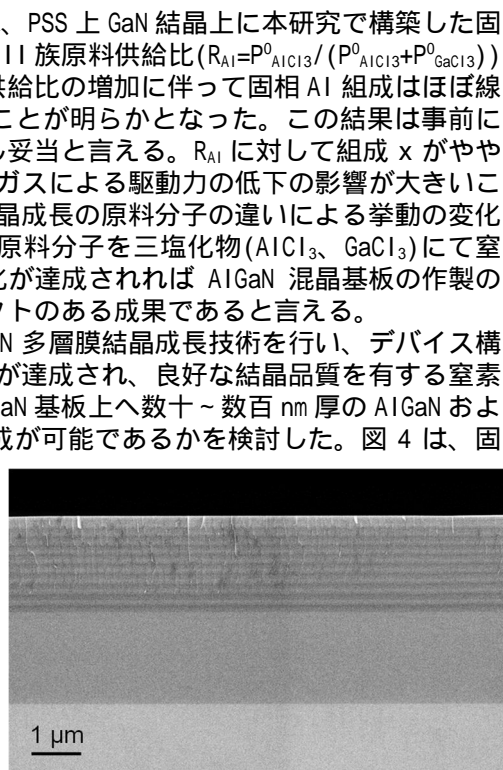 、PSS 上 GaN 結晶上に本研究で構築した固
II 族原料供給比(R_Al=P⁰_AlCl3/(P⁰_AlCl3+P⁰_GaCl3))
供給比の増加に伴って固相 Al 組成はほぼ線
ことが明らかとなった。この結果は事前に
し妥当と言える。R_Al に対して組成 x がやや
ガスによる駆動力の低下の影響が大きいこ
晶成長の原料分子の違いによる挙動の変化
原料分子を三塩化物(AlCl₃、GaCl₃)にて窒
化が達成されれば AlGaN 混晶基板の作製の
クトのある成果であると言える。
N 多層膜結晶成長技術を行い、デバイス構
が達成され、良好な結晶品質を有する窒素
aN 基板上へ数十~数百 nm 厚の AlGaN およ
成が可能であるかを検討した。図 4 は、固
1 μm